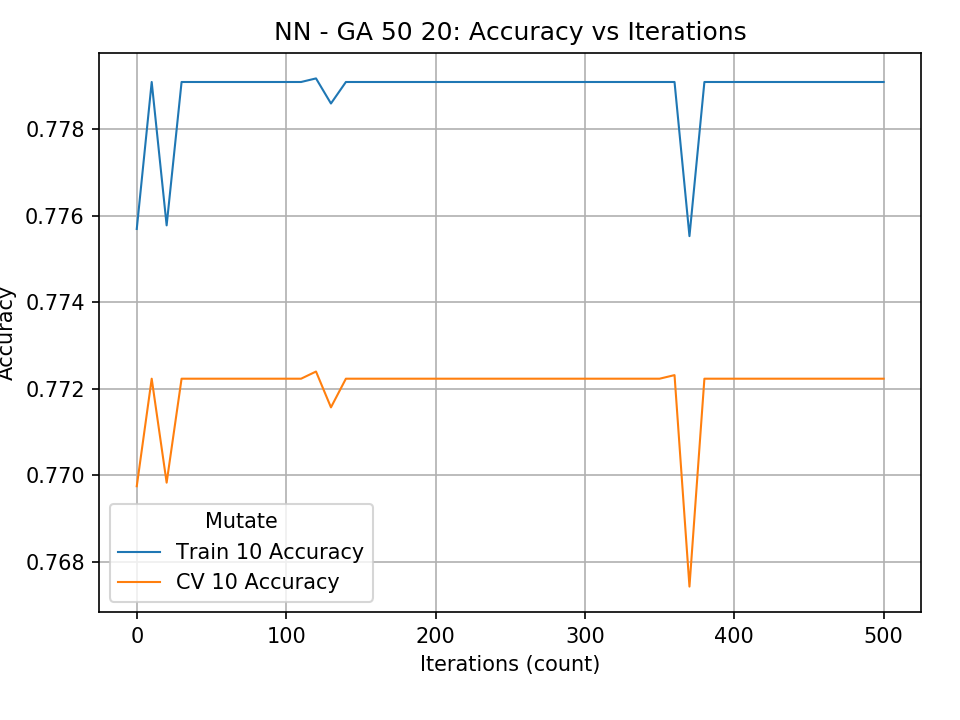 NN - GA 50 20: Accuracy vs Iterations
0.778
0.776
0.774
0.772
0.770
0.768
Accuracy
Mutate
Train 10 Accuracy
CV 10 Accuracy
0 100 200 300 400 500
Iterations (count)